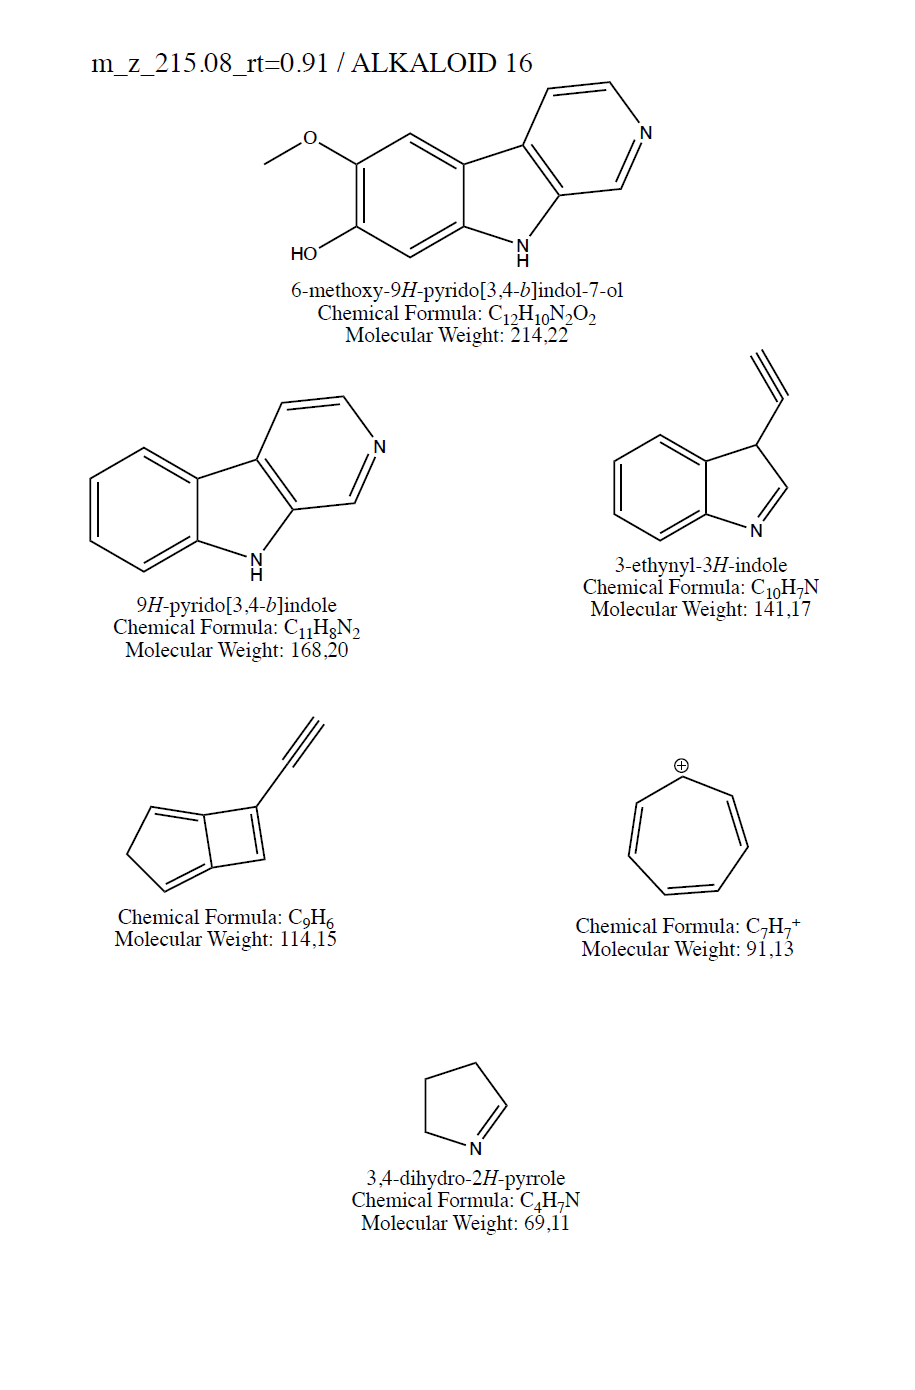 m_z_215.08_rt=0.91 / ALKALOID 16
O
N
HO
N
H
6-methoxy-9H-pyrido[3,4-b]indol-7-ol
Chemical Formula: C12H10N2O2
Molecular Weight: 214,22
N
N
H
9H-pyrido[3,4-b]indole
Chemical Formula: C11H8N2
Molecular Weight: 168,20
N
3-ethynyl-3H-indole
Chemical Formula: C10H7N
Molecular Weight: 141,17
Chemical Formula: C9H6
Molecular Weight: 114,15
⊕
Chemical Formula: C7H7+
Molecular Weight: 91,13
N
3,4-dihydro-2H-pyrrole
Chemical Formula: C4H7N
Molecular Weight: 69,11